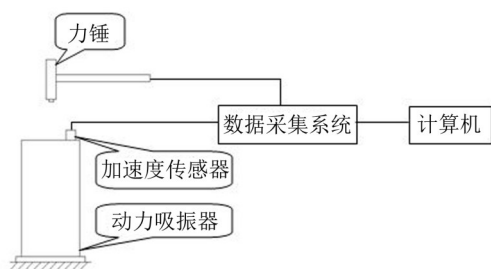 力锤
数据采集系统
计算机
加速度传感器
动力吸振器